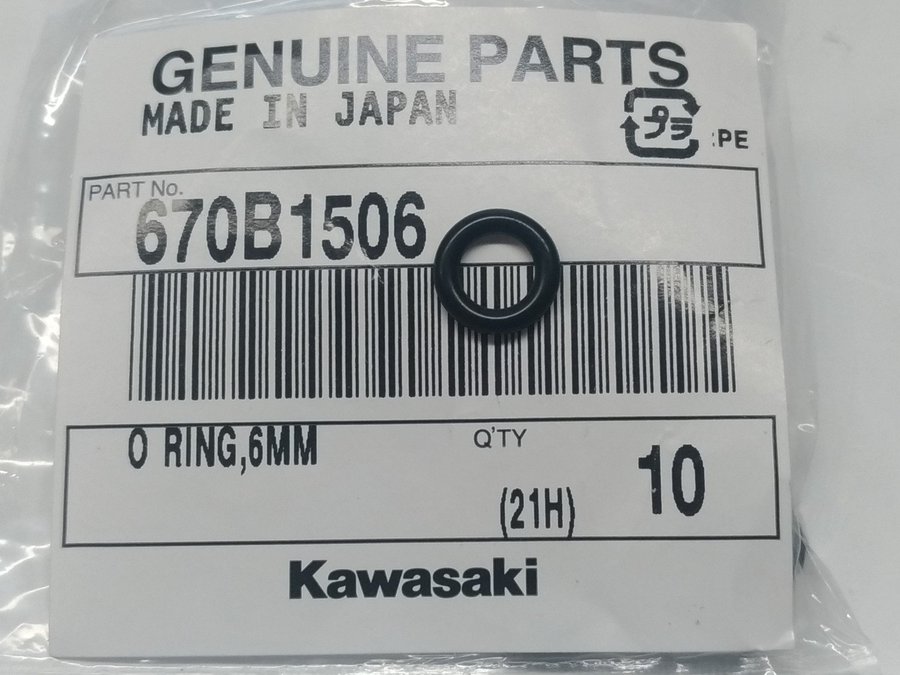 GENUINE PARTS
MADE IN JAPAN
プラ
:PE
PART No.
670B1506
O RING,6MM
Q'TY
(21H)
10
Kawasaki